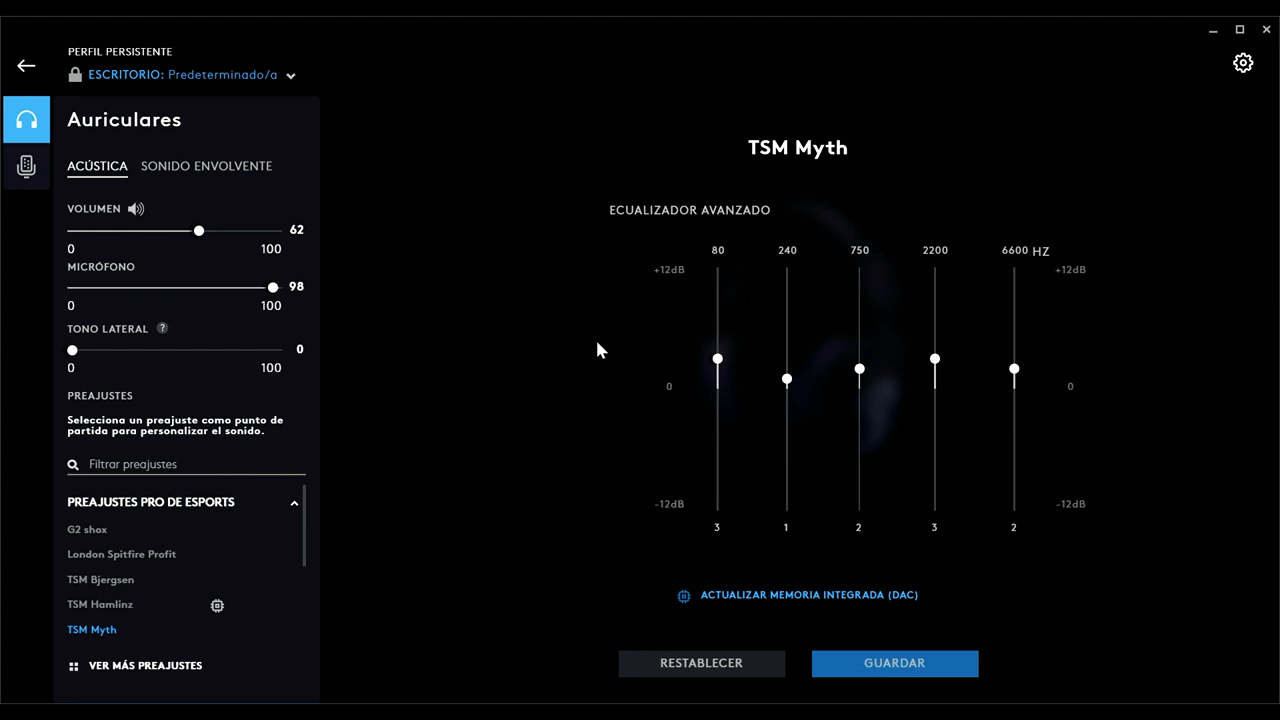 PERFIL PERSISTENTE
ESCRITORIO: Predeterminado/a
Auriculares
ACÚSTICA SONIDO ENVOLVENTE
VOLUMEN
62
0 100
MICRÓFONO
98
0 100
TONO LATERAL ?
0
0 100
PREAJUSTES
Selecciona un preajuste como punto de
partida para personalizar el sonido.
Filtrar preajustes
PREAJUSTES PRO DE ESPORTS
G2 shox
London Spitfire Profit
TSM Bjergsen
TSM Hamlinz
TSM Myth
VER MÁS PREAJUSTES
TSM Myth
ECUALIZADOR AVANZADO
80 240 750 2200 6600 HZ
+12dB +12dB
0 0
-12dB -12dB
3 1 2 3 2
ACTUALIZAR MEMORIA INTEGRADA (DAC)
RESTABLECER GUARDAR